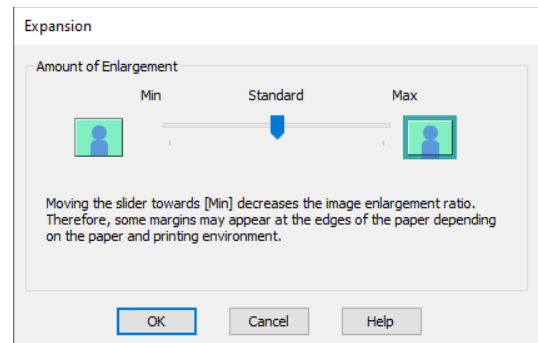 Expansion
Amount of Enlargement
Min Standard Max
Moving the slider towards [Min] decreases the image enlargement ratio.
Therefore, some margins may appear at the edges of the paper depending
on the paper and printing environment.
OK Cancel Help